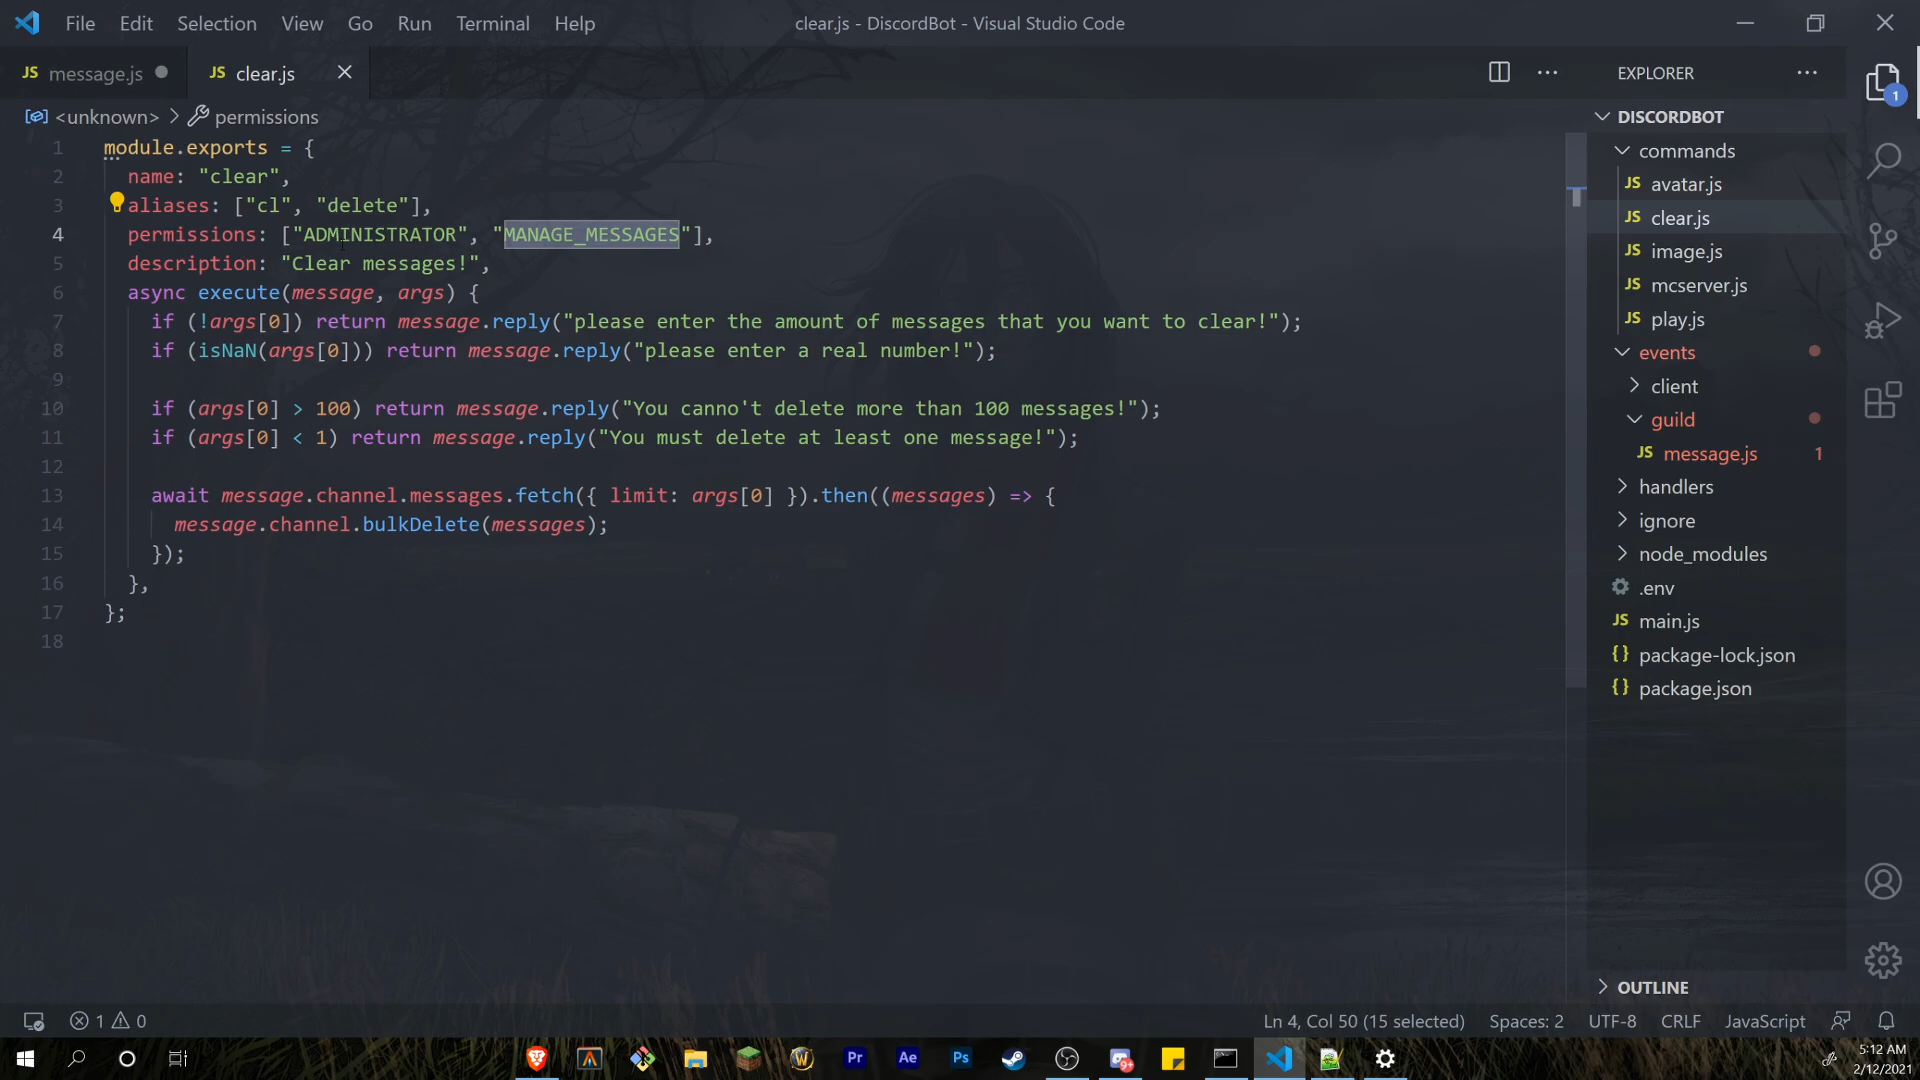 File Edit Selection View Go Run Terminal Help
clear.js - DiscordBot - Visual Studio Code
JS message.js
JS clear.js
EXPLORER
<unknown> > permissions
1 module.exports = {
2 name: "clear",
3 aliases: ["cl", "delete"],
4 permissions: ["ADMINISTRATOR", "MANAGE_MESSAGES"],
5 description: "Clear messages!",
6 async execute(message, args) {
7 if (!args[0]) return message.reply("please enter the amount of messages that you want to clear!");
8 if (isNaN(args[0])) return message.reply("please enter a real number!");
9
10 if (args[0] > 100) return message.reply("You canno't delete more than 100 messages!");
11 if (args[0] < 1) return message.reply("You must delete at least one message!");
12
13 await message.channel.messages.fetch({ limit: args[0] }).then((messages) => {
14 message.channel.bulkDelete(messages);
15 });
16 },
17 };
18
DISCORDBOT
commands
JS avatar.js
JS clear.js
JS image.js
JS mcserver.js
JS play.js
events
client
guild
JS message.js 1
handlers
ignore
node_modules
.env
JS main.js
{} package-lock.json
{} package.json
OUTLINE
1
1 0
Ln 4, Col 50 (15 selected) Spaces: 2 UTF-8 CRLF JavaScript
Pr Ae Ps 9+
5:12 AM
2/12/2021